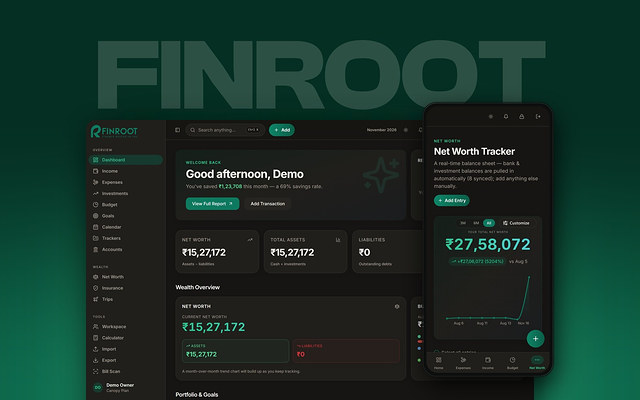 FINROOT
FINROOT
Search anything...
Add
November 2026
OVERVIEW
Dashboard
Income
Expenses
Investments
Budget
Goals
Calendar
Trackers
Accounts
WEALTH
Net Worth
Insurance
Trips
TOOLS
Workspace
Calculator
Import
Export
Bill Scan
Demo Owner
Canopy Plan
WELCOME BACK
Good afternoon, Demo
You've saved ₹1,23,708 this month — a 69% savings rate.
View Full Report
Add Transaction
NET WORTH
₹15,27,172
Assets - liabilities
TOTAL ASSETS
₹15,27,172
Cash + investments
LIABILITIES
₹0
Outstanding debts
Wealth Overview
NET WORTH
CURRENT NET WORTH
₹15,27,172
ASSETS
₹15,27,172
LIABILITIES
₹0
A month-over-month trend chart will build up as you keep tracking.
Portfolio & Goals
NET WORTH
Net Worth Tracker
A real-time balance sheet — bank &
investment balances are pulled in
automatically (8 synced); add anything else
manually.
Add Entry
All
Customise
YOUR TOTAL NET WORTH
₹27,58,072
vs Aug 5
Aug 5
Aug 11
Aug 15
Nov 16
Home
Expenses
Income
Budget
Net Worth